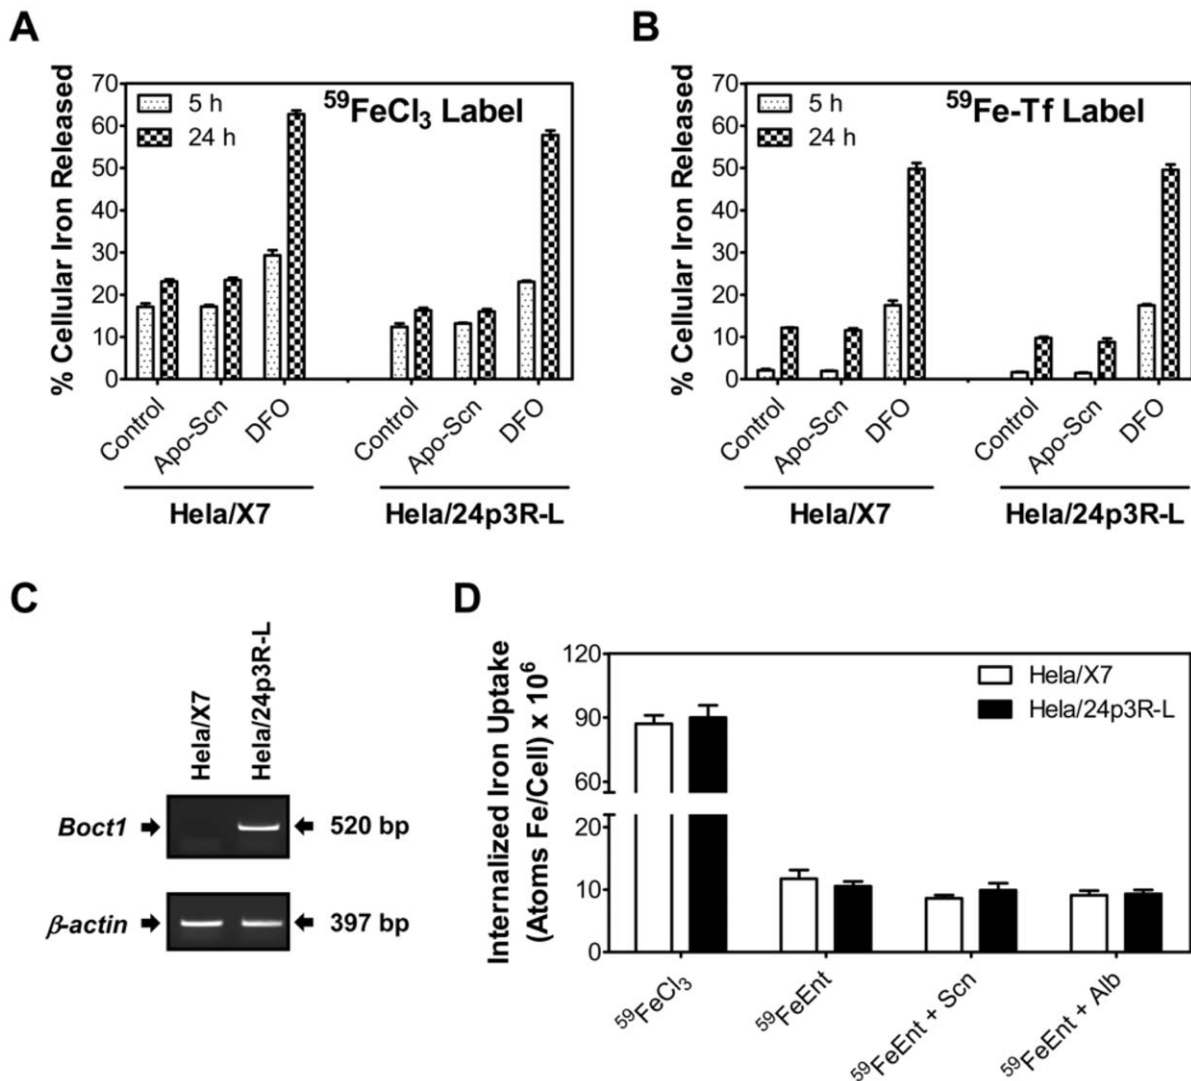 A
% Cellular Iron Released
70
60
50
40
30
20
10
0
5 h
24 h
⁵⁹FeCl₃ Label
Control
Apo-Scn
DFO
Control
Apo-Scn
DFO
Hela/X7
Hela/24p3R-L
B
% Cellular Iron Released
70
60
50
40
30
20
10
0
5 h
24 h
⁵⁹Fe-Tf Label
Control
Apo-Scn
DFO
Control
Apo-Scn
DFO
Hela/X7
Hela/24p3R-L
C
Hela/X7
Hela/24p3R-L
Boct1
520 bp
β-actin
397 bp
D
Internalized Iron Uptake
(Atoms Fe/Cell) x 10⁶
120
90
60
20
10
0
Hela/X7
Hela/24p3R-L
⁵⁹FeCl₃
⁵⁹FeEnt
⁵⁹FeEnt + Scn
⁵⁹FeEnt + Alb